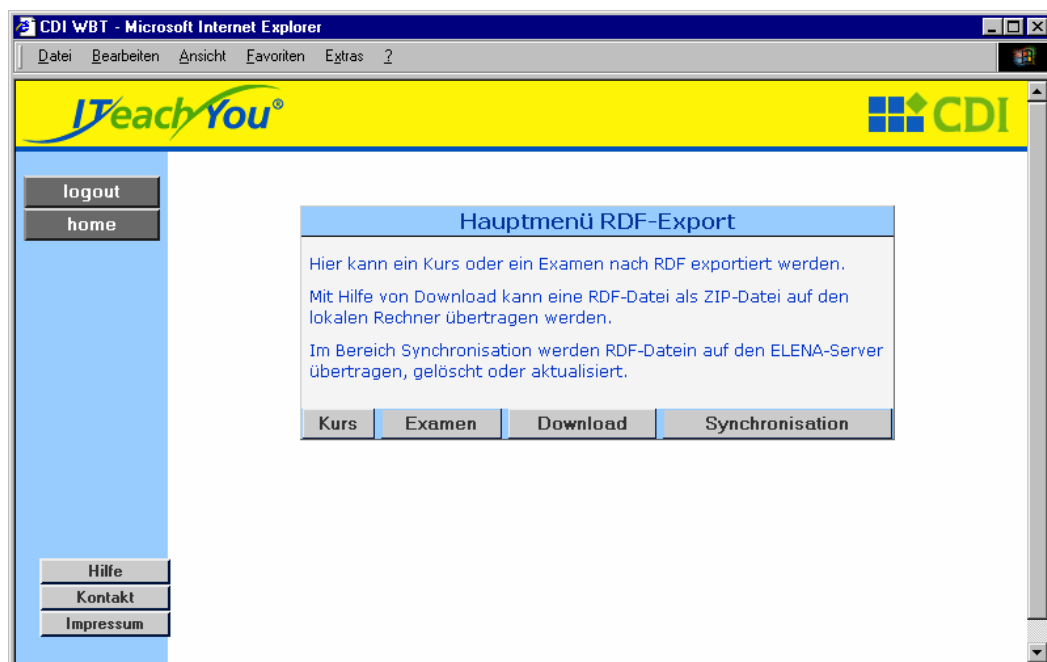 CDI WBT - Microsoft Internet Explorer
Datei Bearbeiten Ansicht Favoriten Extras ?
ITeachYou®
CDI
logout
home
Hauptmenü RDF-Export
Hier kann ein Kurs oder ein Examen nach RDF exportiert werden.
Mit Hilfe von Download kann eine RDF-Datei als ZIP-Datei auf den
lokalen Rechner übertragen werden.
Im Bereich Synchronisation werden RDF-Datein auf den ELENA-Server
übertragen, gelöscht oder aktualisiert.
Kurs Examen Download Synchronisation
Hilfe
Kontakt
Impressum